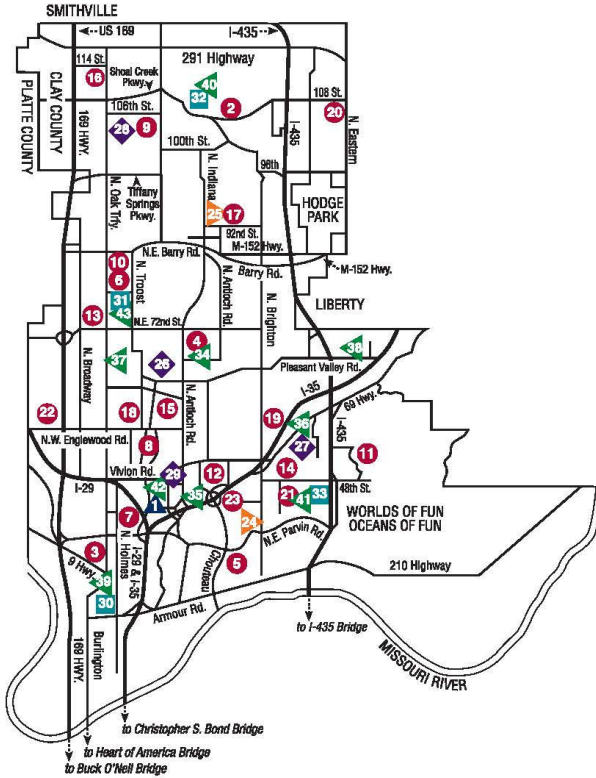 SMITHVILLE
US 169
I-435
114 St.
291 Highway
16
Shoal Creek
Pkwy.
40
32
PLATTE COUNTY
CLAY COUNTY
169 HWY.
106th St.
2
108 St.
20
28
9
100th St.
I-435
N. Eastern
96th
N. Oak Trfy.
Tiffany
Springs
Pkwy.
N. Indiana
25
17
HODGE
PARK
92nd St.
M-152 Hwy.
N.E. Barry Rd.
Barry Rd.
M-152 Hwy.
10
6
31
43
N. Troost
N. Antioch Rd.
N. Brighton
LIBERTY
13
N.E. 72nd St.
4
34
38
N. Broadway
37
26
Pleasant Valley Rd.
I-35
69 Hwy.
22
18
15
N. Antioch Rd.
19
36
I-435
N.W. Englewood Rd.
8
27
11
Vivion Rd.
29
12
14
I-29
42
1
35
23
21
41
33
48th St.
7
24
WORLDS OF FUN
OCEANS OF FUN
N. Holmes
I-29 & I-35
Chouteau
N.E. Parvin Rd.
3
9 Hwy.
39
5
210 Highway
30
Armour Rd.
169 HWY.
Burlington
to I-435 Bridge
MISSOURI RIVER
to Christopher S. Bond Bridge
to Heart of America Bridge
to Buck O'Neil Bridge